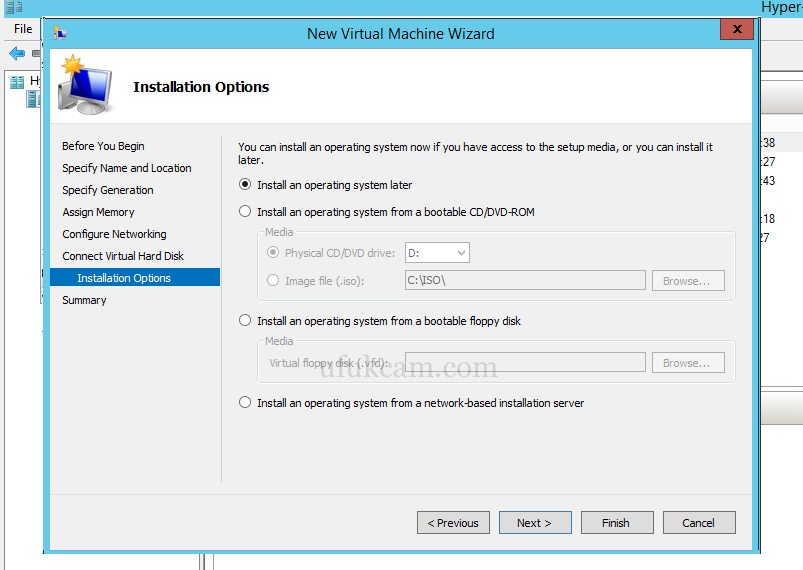 Hyper-
File
New Virtual Machine Wizard
x
Installation Options
Before You Begin
Specify Name and Location
Specify Generation
Assign Memory
Configure Networking
Connect Virtual Hard Disk
Installation Options
Summary
You can install an operating system now if you have access to the setup media, or you can install it
later.
Install an operating system later
Install an operating system from a bootable CD/DVD-ROM
Media
Physical CD/DVD drive: D:
Image file (.iso): C:\ISO\ Browse...
Install an operating system from a bootable floppy disk
Media
Virtual floppy disk (.vfd): Browse...
ufukcam.com
Install an operating system from a network-based installation server
< Previous Next > Finish Cancel
:38
:27
:43
:18